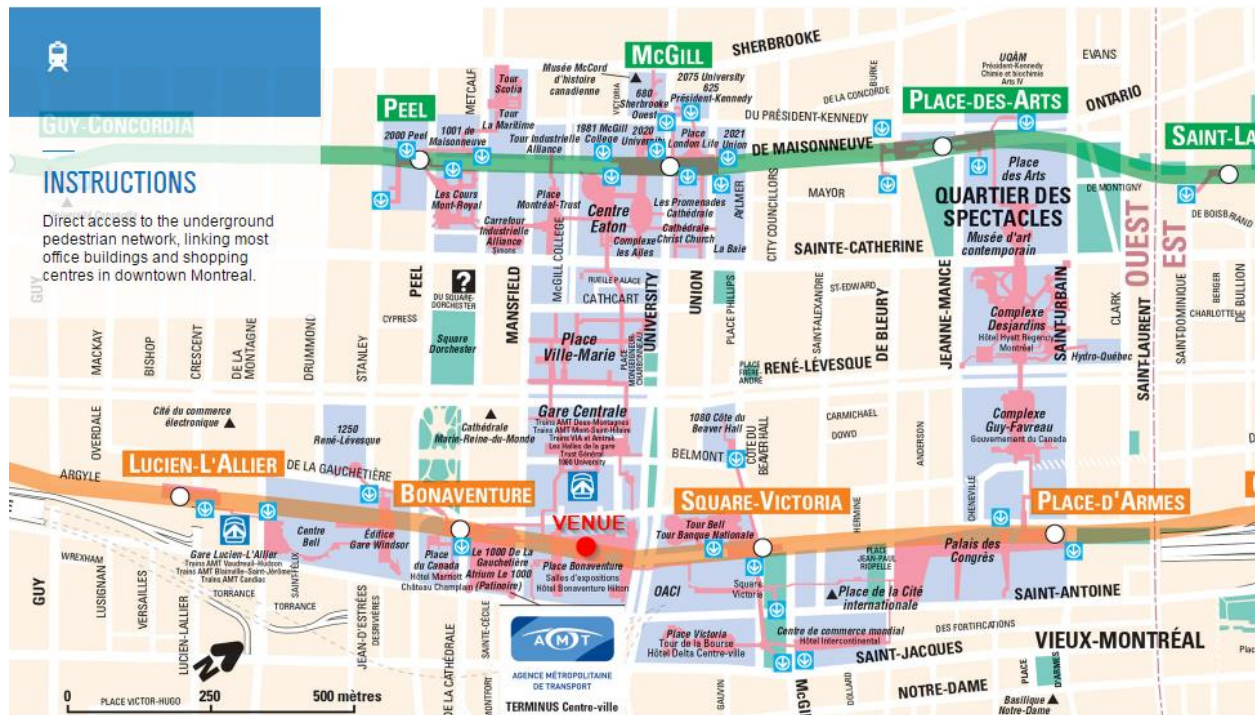 GUY-CONCORDIA
INSTRUCTIONS
Direct access to the underground
pedestrian network, linking most
office buildings and shopping
centres in downtown Montreal.
PEEL
MCGILL
PLACE-DES-ARTS
SAINT-LA
SHERBROOKE
EVANS
ONTARIO
UQÀM
Président-Kennedy
Chimie et biochimie
Arts IV
BURKE
DE LA CONCORDE
DU PRÉSIDENT-KENNEDY
DE MAISONNEUVE
METCALF
Tour
Scotia
Tour
La Maritime
Musée McCord
d'histoire
canadienne
VICTORIA
680
Sherbrooke
Ouest
2075 University
625
Président-Kennedy
2000 Peel
1001 de
Maisonneuve
Tour Industrielle
Alliance
1981 McGill
College
2020
University
Place
London Life
2021
Union
Les Cours
Mont-Royal
Place
Montréal-Trust
Carrefour
Industrielle
Alliance
Simons
Centre
Eaton
Complexe
les Ailes
Les Promenades
Cathédrale
Cathédrale
Christ Church
La Baie
AYLMER
CITY COUNCILLORS
MAYOR
SAINTE-CATHERINE
Place
des Arts
QUARTIER DES
SPECTACLES
Musée d'art
contemporain
DE MONTIGNY
OUEST
EST
DE BOISBRIAND
GUY
MACKAY
BISHOP
CRESCENT
DE LA
MONTAGNE
DRUMMOND
STANLEY
PEEL
?
DU SQUARE-
DORCHESTER
CYPRESS
Square
Dorchester
MANSFIELD
McGILL COLLEGE
RUELLE PALACE
CATHCART
UNIVERSITY
UNION
PLACE PHILLIPS
ST-EDWARD
SAINT-ALEXANDRE
DE BLEURY
JEANNE-MANCE
SAINT-URBAIN
CLARK
SAINT-LAURENT
SAINT-DOMINIQUE
BERGER
CHARLOTTE
DE BULLION
Place
Ville-Marie
PLACE
MONSEIGNEUR-
CHARBONNEAU
PLACE
FRÈRE-
ANDRÉ
RENÉ-LÉVESQUE
Complexe
Desjardins
Hôtel Hyatt Regency
Montréal
Hydro-Québec
OVERDALE
Cité du commerce
électronique
1250
René-Lévesque
Cathédrale
Marie-Reine-du-Monde
Gare Centrale
Trains AMT Deux-Montagnes
Trains AMT Mont-Saint-Hilaire
Trains VIA et Amtrak
Les Halles de la gare
Trust Général
1060 University
1080 Côte du
Beaver Hall
BELMONT
CÔTE DU
BEAVER HALL
CARMICHAEL
DOWD
ANDERSON
Complexe
Guy-Favreau
Gouvernement du Canada
ARGYLE
LUCIEN-L'ALLIER
DE LA GAUCHETIÈRE
BONAVENTURE
VENUE
SQUARE-VICTORIA
PLACE-D'ARMES
HERMINE
CHENEVILLE
Gare Lucien-L'Allier
Trains AMT Vaudreuil-Hudson
Trains AMT Blainville-Saint-Jérôme
Trains AMT Candiac
Centre
Bell
Édifice
Gare Windsor
Place
du Canada
Hôtel Marriott
Château Champlain
Le 1000 De La
Gauchetière
Atrium Le 1000
(Patinoire)
Place Bonaventure
Salles d'expositions
Hôtel Bonaventure Hilton
Tour Bell
Tour Banque Nationale
OACI
Square
Victoria
PLACE
JEAN-PAUL
RIOPELLE
Palais des
Congrès
Place de la Cité
internationale
SAINT-ANTOINE
WREXHAM
GUY
LUSIGNAN
VERSAILLES
LUCIEN-LALLIER
TORRANCE
SAINT-FÉLIX
TORRANCE
JEAN-D'ESTRÉES
DESRIVIÈRES
DE LA CATHÉDRALE
SAINTE-CÉCILE
MONTFORT
N
AMT
AGENCE MÉTROPOLITAINE
DE TRANSPORT
TERMINUS Centre-ville
Place Victoria
Tour de la Bourse
Hôtel Delta Centre-ville
Centre de commerce mondial
Hôtel Intercontinental
DES FORTIFICATIONS
SAINT-JACQUES
VIEUX-MONTRÉAL
GAUVIN
McGILL
DOLLARD
NOTRE-DAME
PLACE
D'ARMES
Basilique
Notre-Dame
0 250 500 mètres
PLACE VICTOR-HUGO